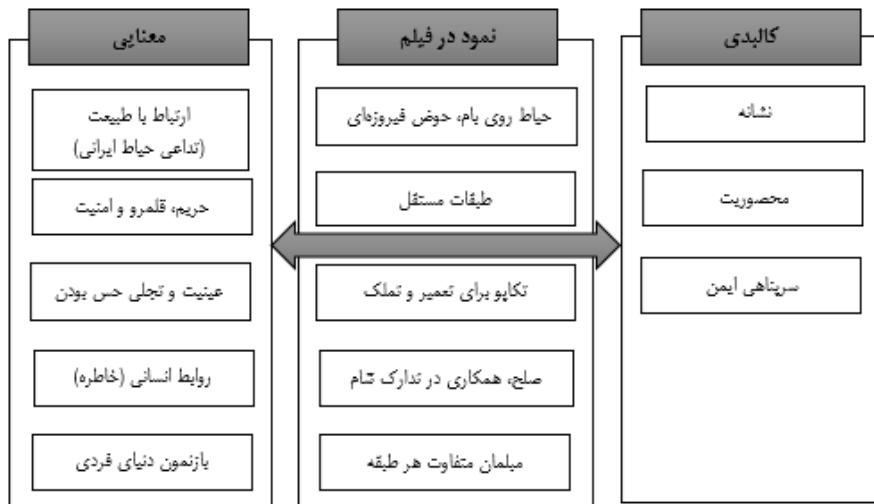 کالبدی
نشانه
محصوریت
سرپناهی ایمن
نمود در فیلم
حیاط روی بام، حوض فیروزه‌ای
طبقات مستقل
تکاپو برای تعمیر و تملک
صلح، همکاری در تدارک شام
مبلمان متفاوت هر طبقه
معنایی
ارتباط با طبیعت
(تداعی حیاط ایرانی)
حریم، قلمرو و امنیت
عینیت و تجلی حس بودن
روابط انسانی (خاطره)
بازنمون دنیای فردی